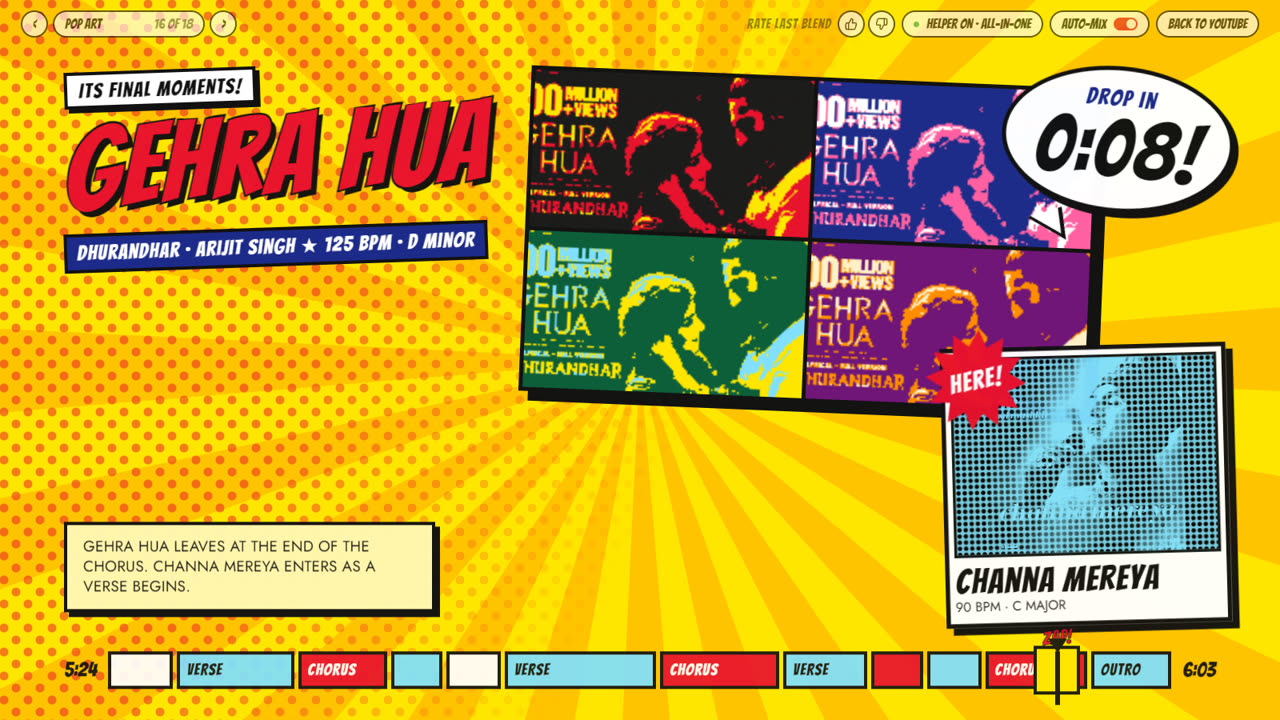 POP ART
16 OF 18
RATE LAST BLEND
HELPER ON · ALL-IN-ONE
AUTO-MIX
BACK TO YOUTUBE
ITS FINAL MOMENTS!
GEHRA HUA
DHURANDHAR · ARIJIT SINGH ★ 125 BPM · D MINOR
00 MILLION
+VIEWS
GEHRA
HUA
DHURANDHAR
00 MILLION
+VIEWS
GEHRA
HUA
DHURANDHAR
00 MILLION
+VIEWS
GEHRA
HUA
DHURANDHAR
00 MILLION
+VIEWS
GEHRA
HUA
DHURANDHAR
DROP IN
0:08!
HERE!
CHANNA MEREYA
90 BPM · C MAJOR
GEHRA HUA LEAVES AT THE END OF THE
CHORUS. CHANNA MEREYA ENTERS AS A
VERSE BEGINS.
ZAP!
5:24
VERSE
CHORUS
VERSE
CHORUS
VERSE
CHORU
OUTRO
6:03